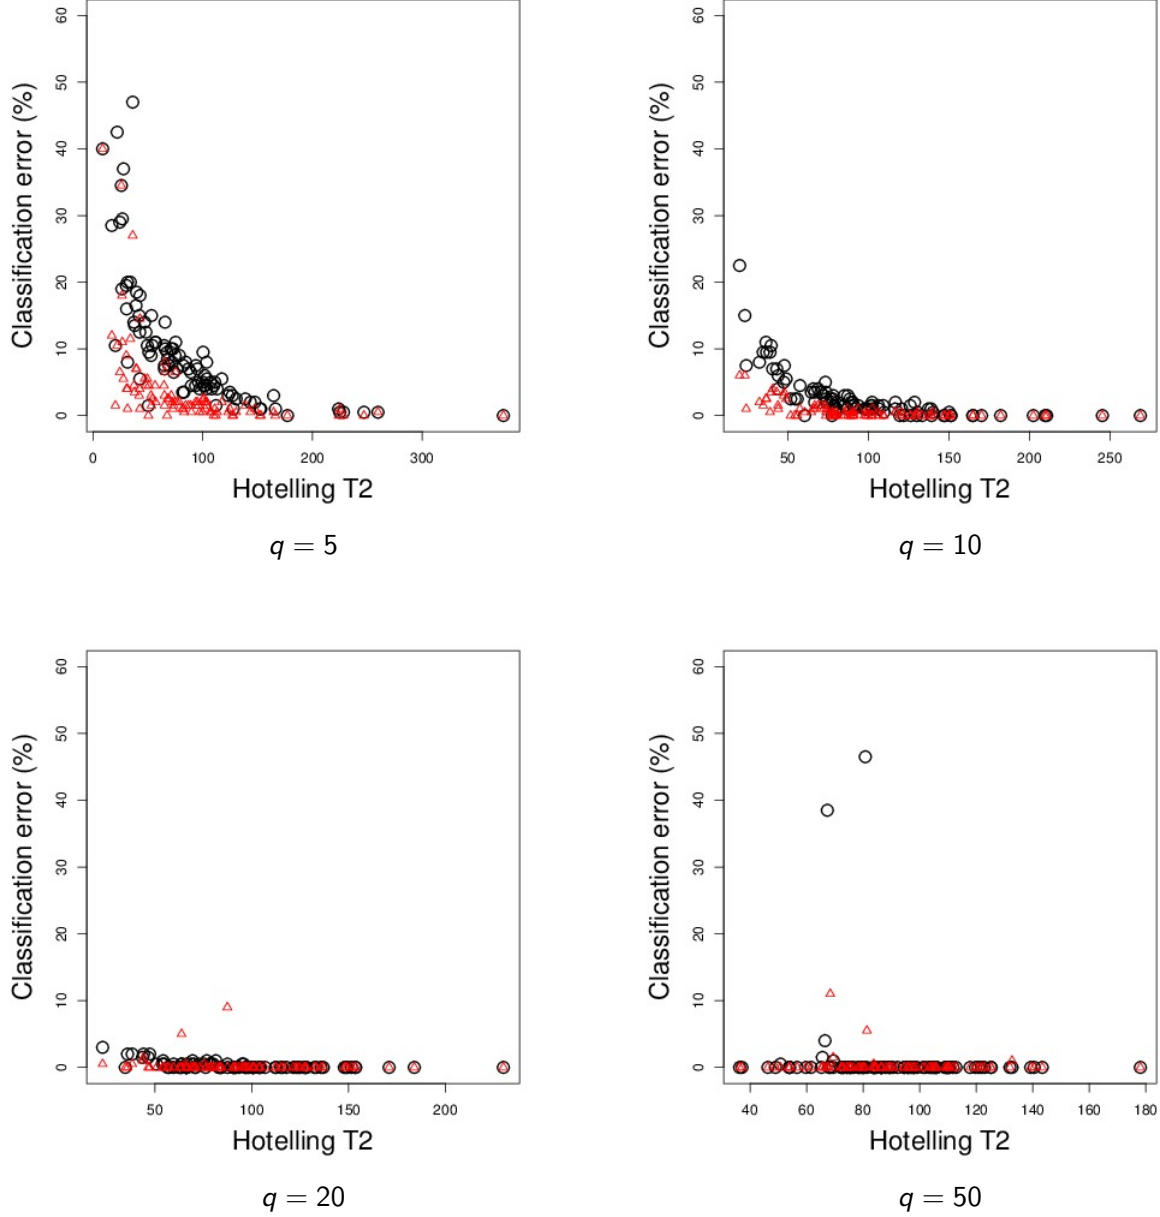 Classification error (%)
0 10 20 30 40 50 60
0 100 200 300
Hotelling T2
q = 5
Classification error (%)
0 10 20 30 40 50 60
50 100 150 200 250
Hotelling T2
q = 10
Classification error (%)
0 10 20 30 40 50 60
50 100 150 200
Hotelling T2
q = 20
Classification error (%)
0 10 20 30 40 50 60
40 60 80 100 120 140 160 180
Hotelling T2
q = 50